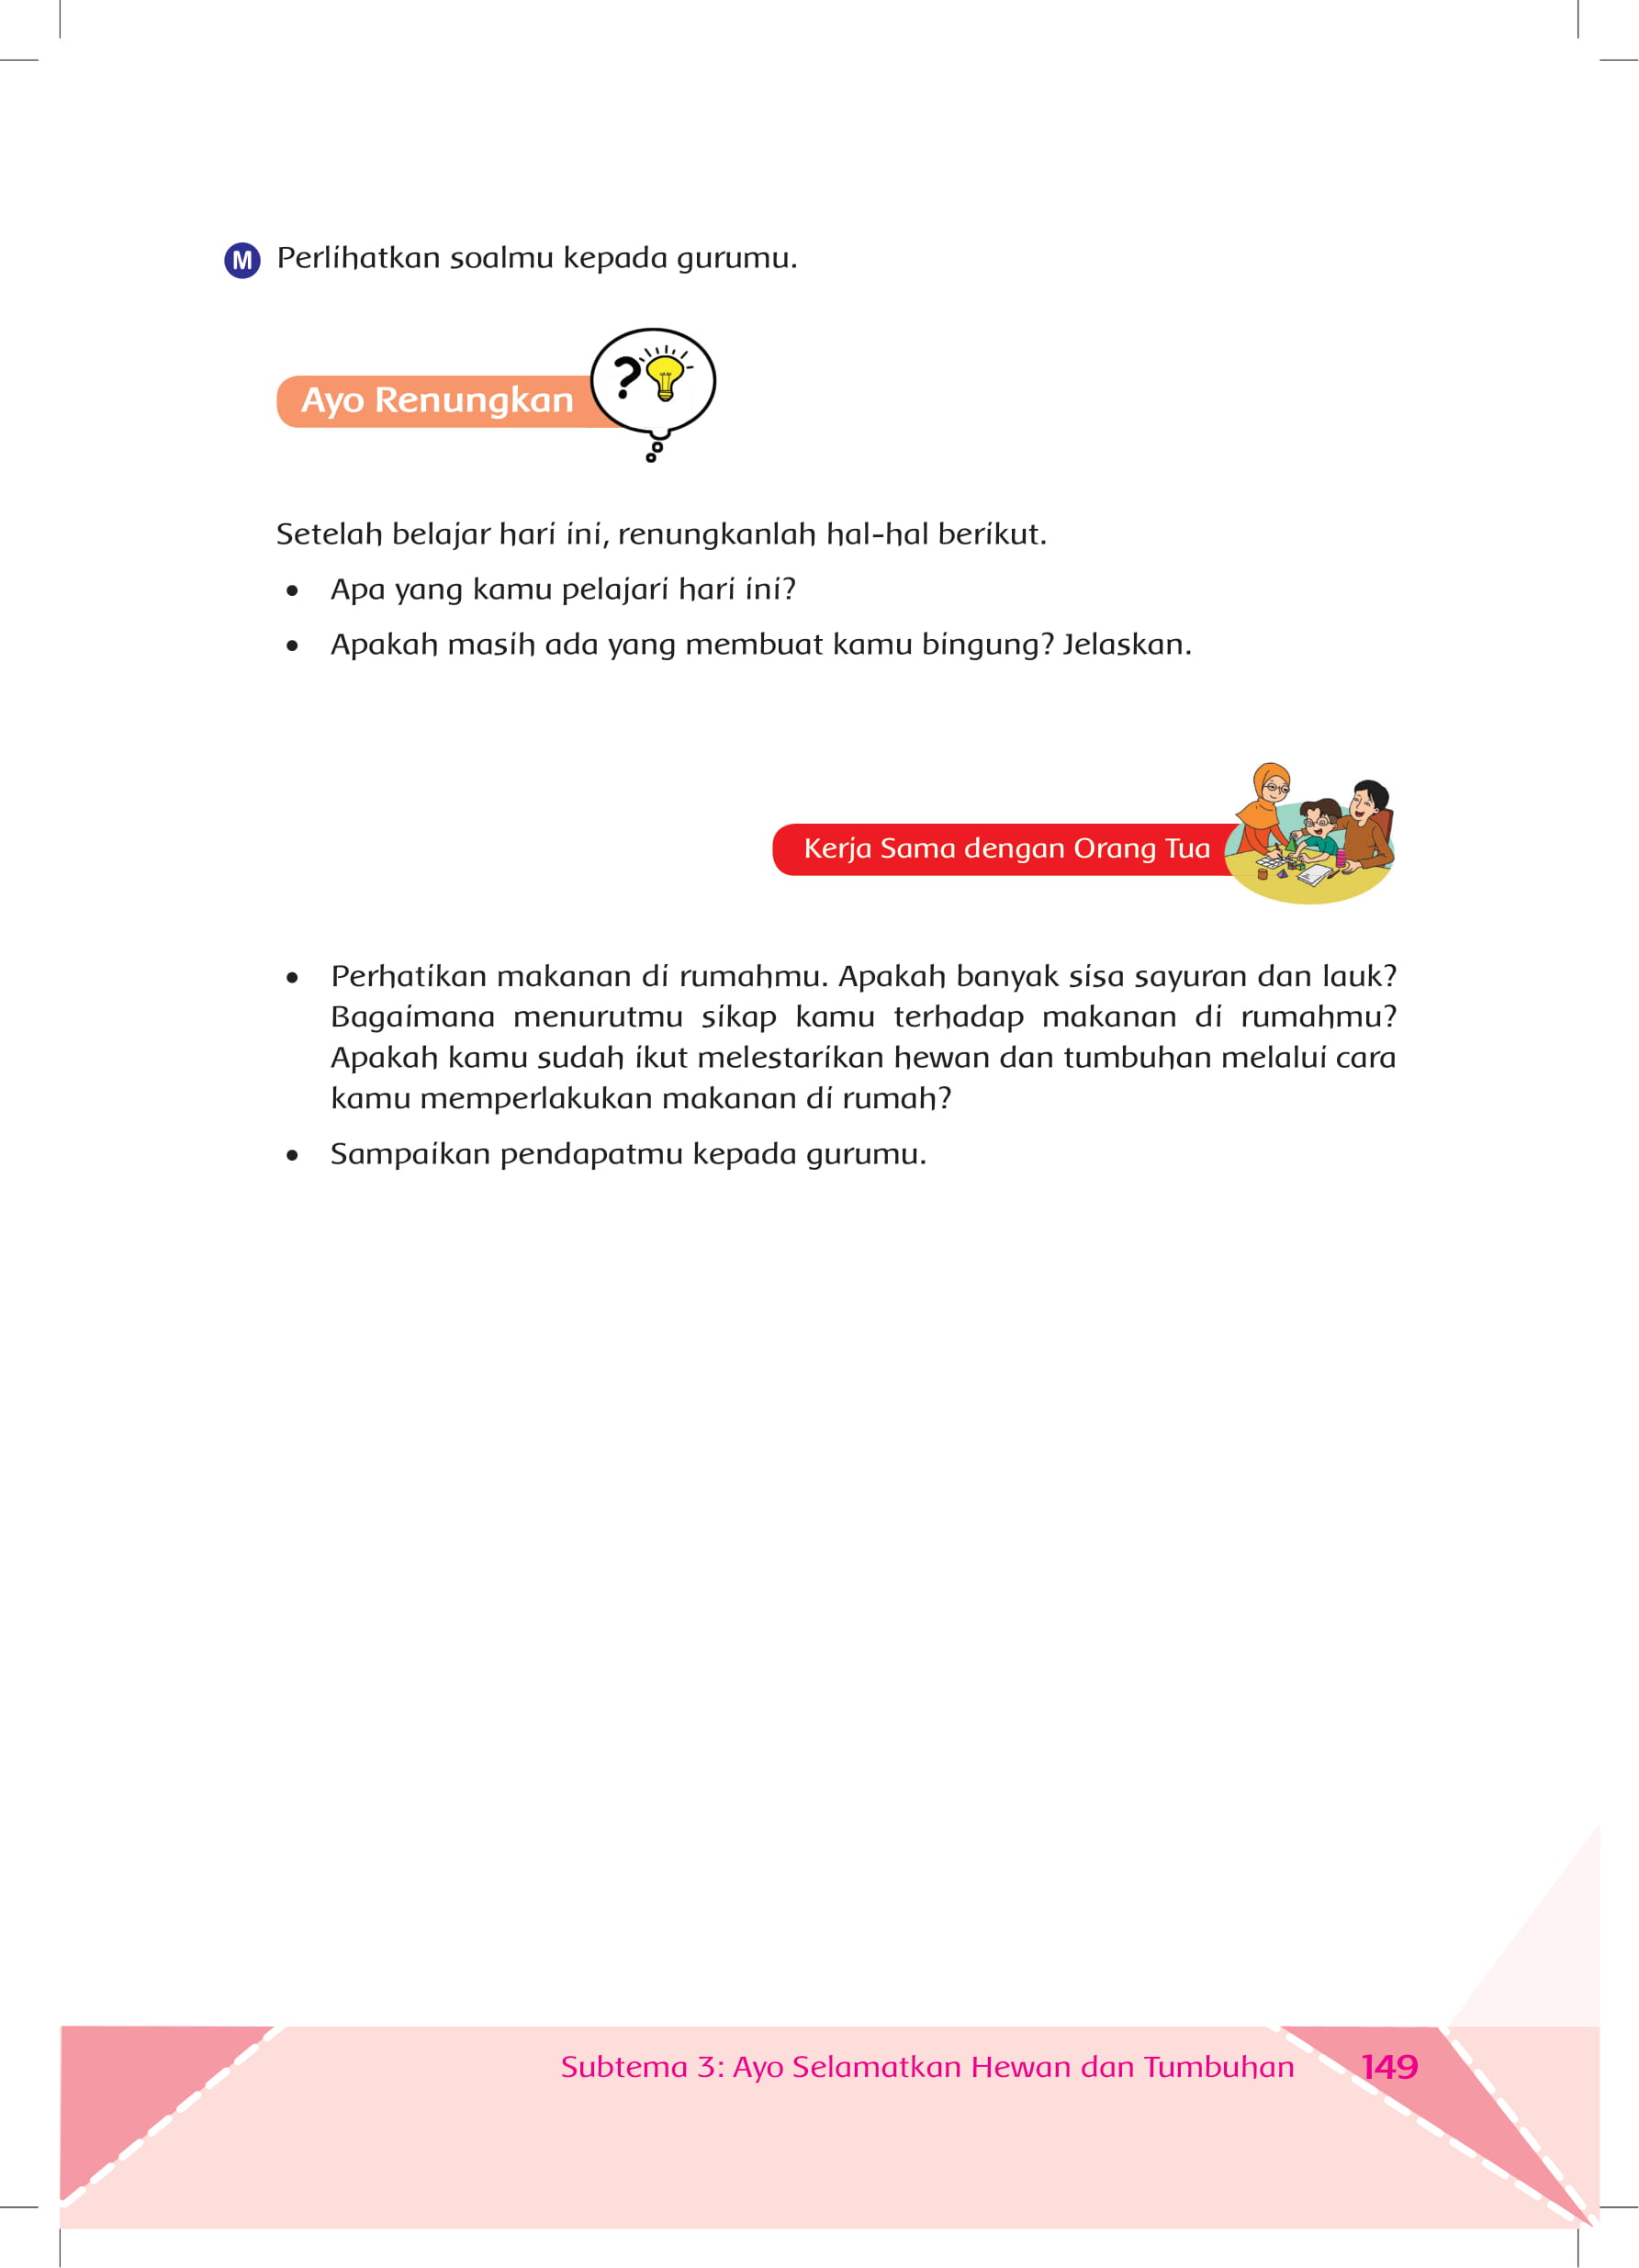 M Perlihatkan soalmu kepada gurumu.
?
Ayo Renungkan
Setelah belajar hari ini, renungkanlah hal-hal berikut.
• Apa yang kamu pelajari hari ini?
• Apakah masih ada yang membuat kamu bingung? Jelaskan.
Kerja Sama dengan Orang Tua
• Perhatikan makanan di rumahmu. Apakah banyak sisa sayuran dan lauk?
Bagaimana menurutmu sikap kamu terhadap makanan di rumahmu?
Apakah kamu sudah ikut melestarikan hewan dan tumbuhan melalui cara
kamu memperlakukan makanan di rumah?
• Sampaikan pendapatmu kepada gurumu.
Subtema 3: Ayo Selamatkan Hewan dan Tumbuhan 149